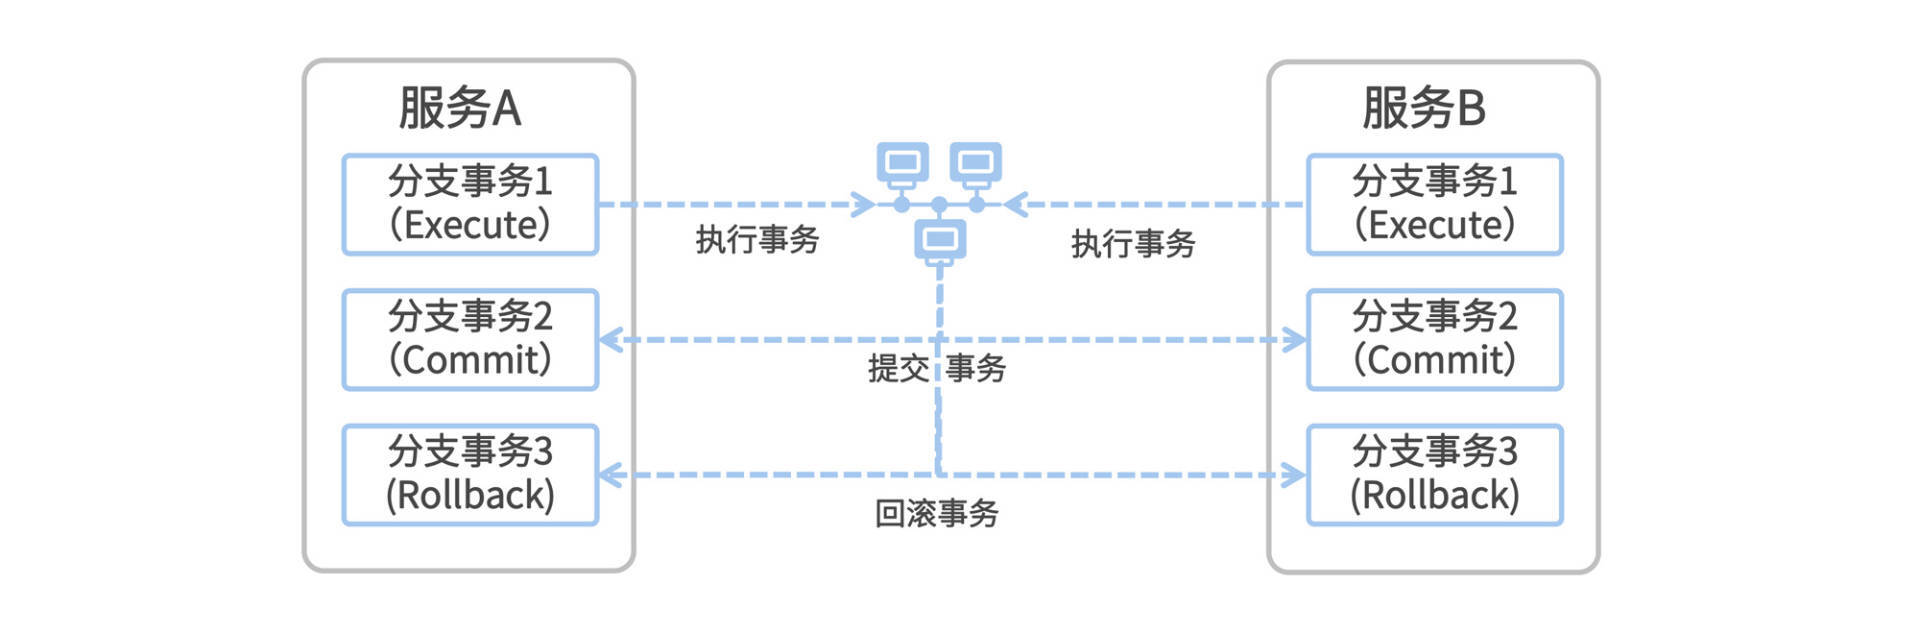 服务A
分支事务1
（Execute）
分支事务2
（Commit）
分支事务3
(Rollback)
执行事务
执行事务
提交 事务
回滚事务
服务B
分支事务1
（Execute）
分支事务2
（Commit）
分支事务3
(Rollback)